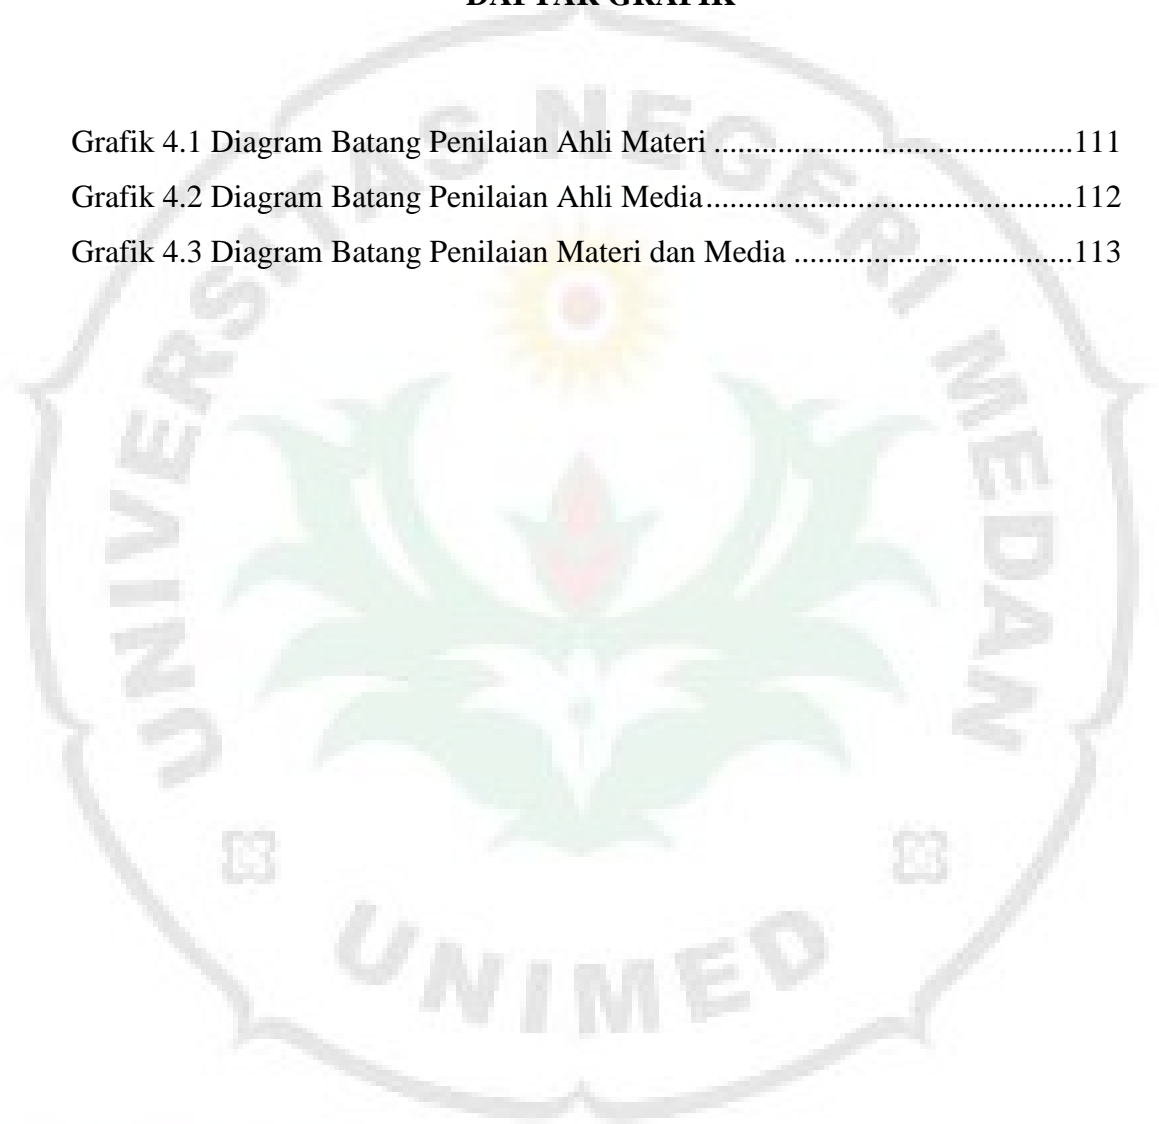 DAFTAR GRAFIK
Grafik 4.1 Diagram Batang Penilaian Ahli Materi ............................................111
Grafik 4.2 Diagram Batang Penilaian Ahli Media.............................................112
Grafik 4.3 Diagram Batang Penilaian Materi dan Media ..................................113
UNIVERSITAS NEGERI MEDAN
UNIMED